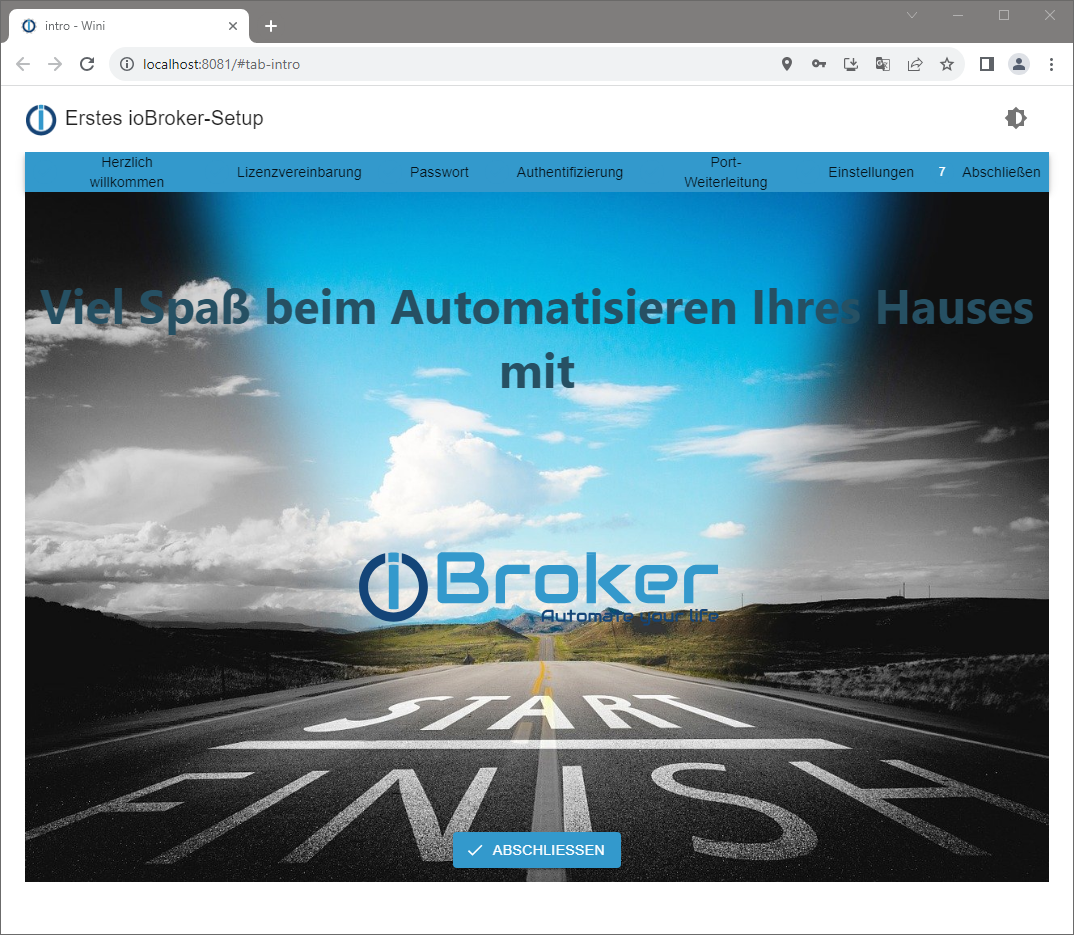 intro - Wini
localhost:8081/#tab-intro
Erstes ioBroker-Setup
Herzlich
willkommen
Lizenzvereinbarung
Passwort
Authentifizierung
Port-
Weiterleitung
Einstellungen
7
Abschließen
Viel Spaß beim Automatisieren Ihres Hauses
mit
ioBroker
Automate your life
START
FINISH
ABSCHLIESSEN